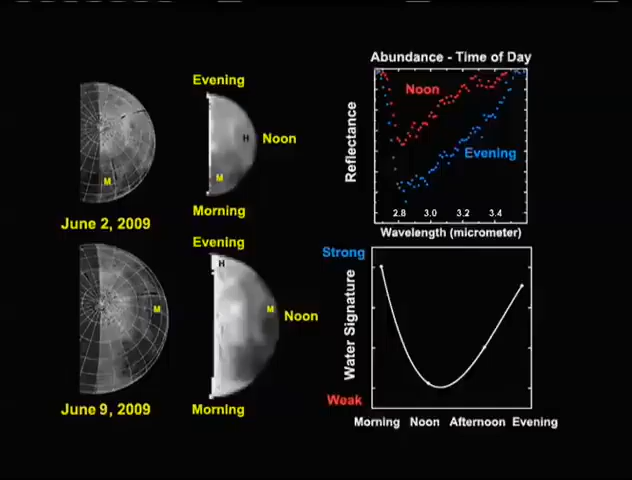 Evening
H
Noon
M
M
Morning
June 2, 2009
Evening
H
M
M
Noon
June 9, 2009
Morning
Abundance - Time of Day
Reflectance
Noon
Evening
2.8 3.0 3.2 3.4
Wavelength (micrometer)
Strong
Water Signature
Weak
Morning Noon Afternoon Evening